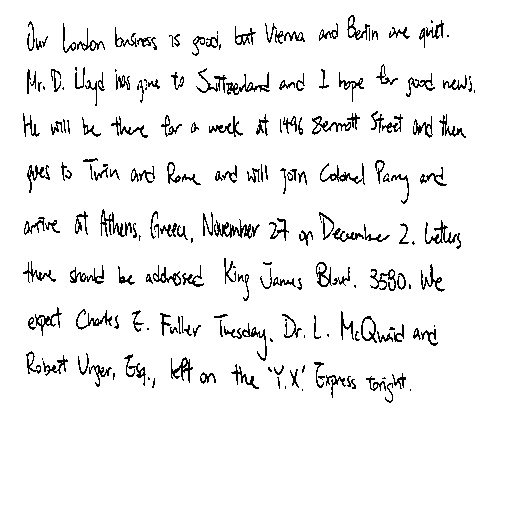 Our London business is good, but Vienna and Berlin are quiet.
Mr. D. Lloyd has gone to Switzerland and I hope for good news.
He will be there for a week at 1496 Zermott Street and then
goes to Turin and Rome and will join Colonel Parry and
arrive at Athens, Greece, November 27 or December 2. Letters
there should be addressed King James Blvd. 3580. We
expect Charles E. Fuller Tuesday. Dr. L. McQuaid and
Robert Unger, Esq., left on the 'Y.X.' Express tonight.